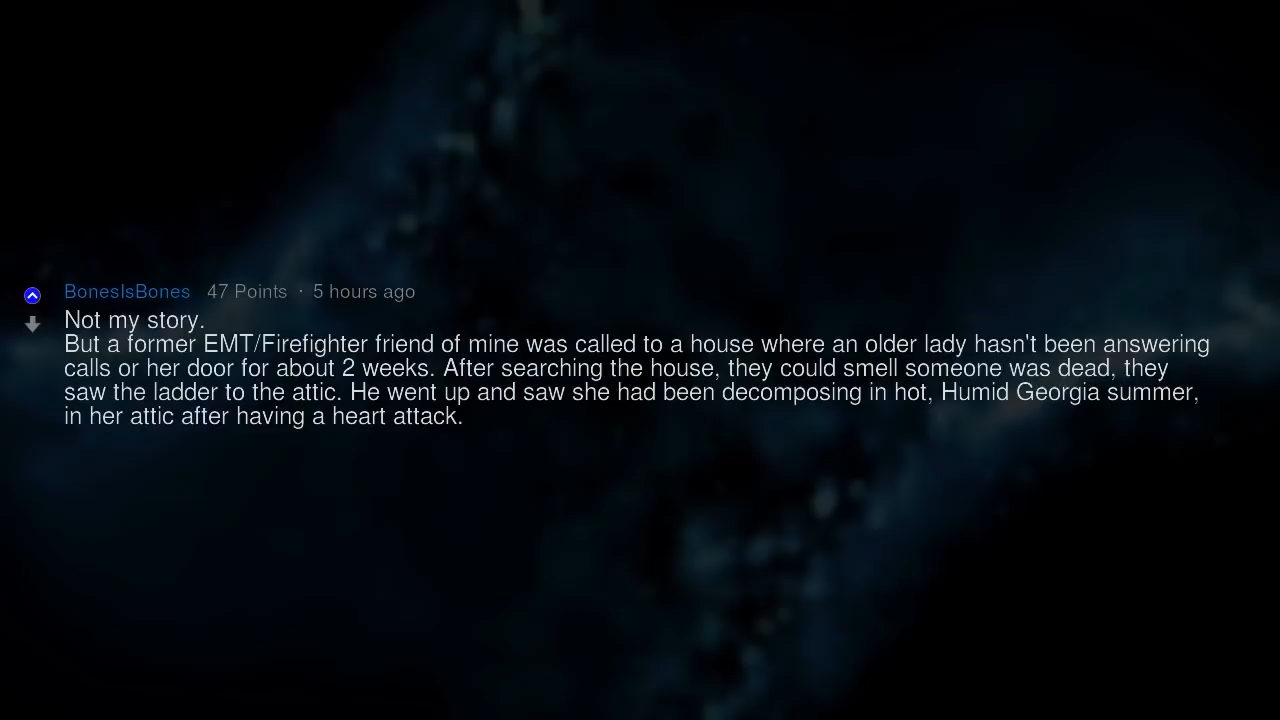 BonesIsBones 47 Points · 5 hours ago
Not my story.
But a former EMT/Firefighter friend of mine was called to a house where an older lady hasn't been answering
calls or her door for about 2 weeks. After searching the house, they could smell someone was dead, they
saw the ladder to the attic. He went up and saw she had been decomposing in hot, Humid Georgia summer,
in her attic after having a heart attack.